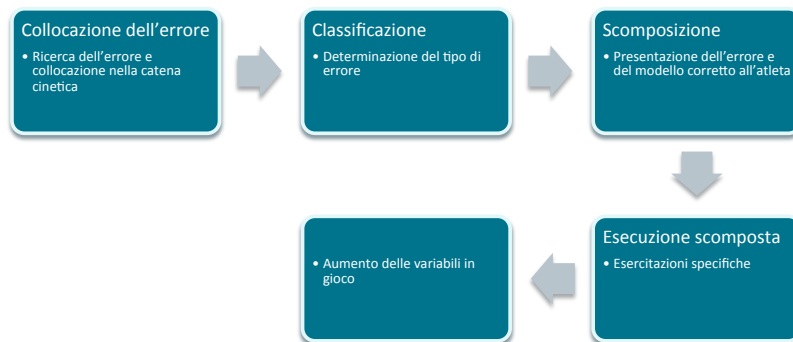 Collocazione dell'errore
• Ricerca dell'errore e
collocazione nella catena
cinetica
Classificazione
• Determinazione del tipo di
errore
Scomposizione
• Presentazione dell'errore e
del modello corretto all'atleta
Esecuzione scomposta
• Esercitazioni specifiche
• Aumento delle variabili in
gioco